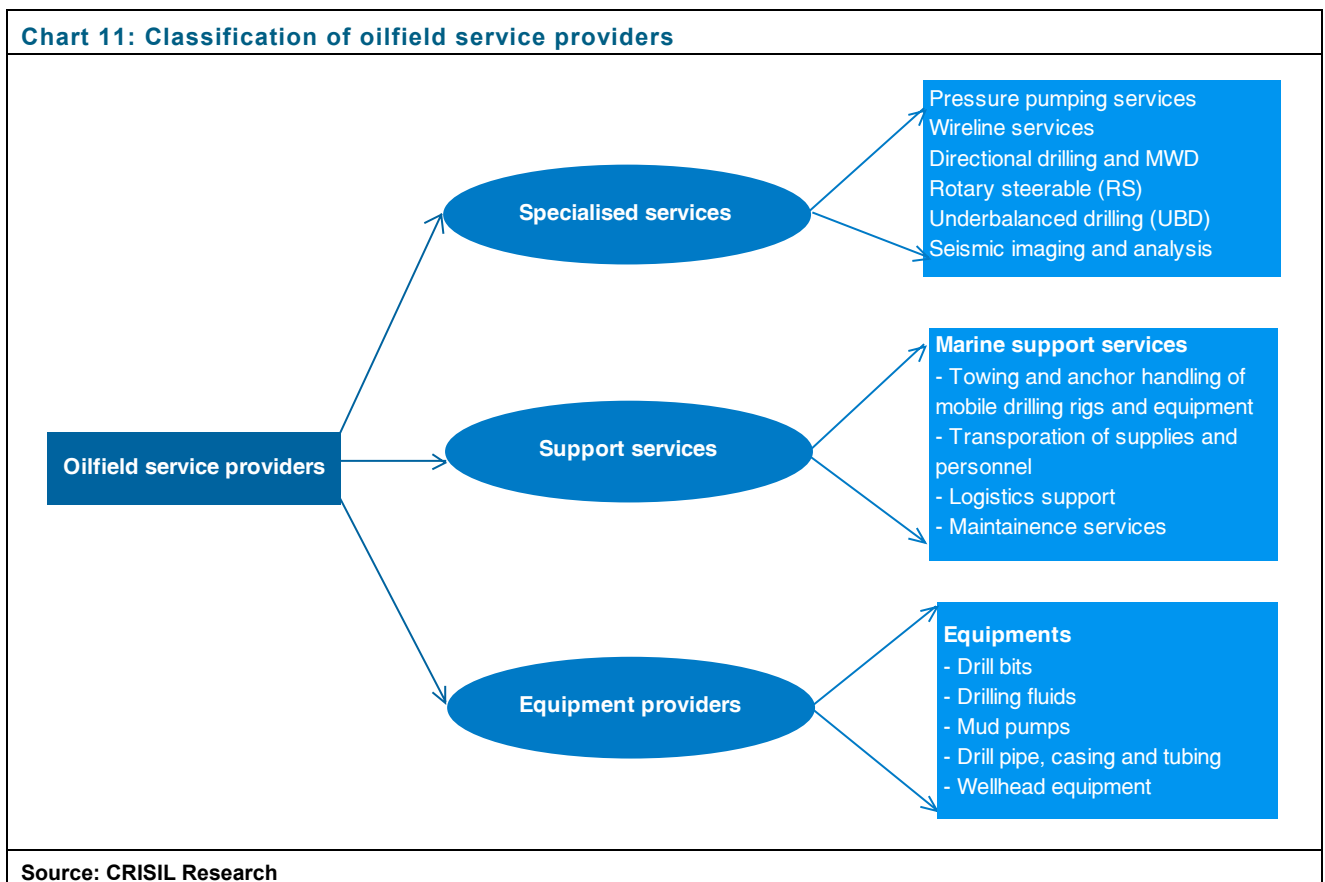 Chart 11: Classification of oilfield service providers
Oilfield service providers
Specialised services
Pressure pumping services
Wireline services
Directional drilling and MWD
Rotary steerable (RS)
Underbalanced drilling (UBD)
Seismic imaging and analysis
Support services
Marine support services
- Towing and anchor handling of
mobile drilling rigs and equipment
- Transporation of supplies and
personnel
- Logistics support
- Maintainence services
Equipment providers
Equipments
- Drill bits
- Drilling fluids
- Mud pumps
- Drill pipe, casing and tubing
- Wellhead equipment
Source: CRISIL Research